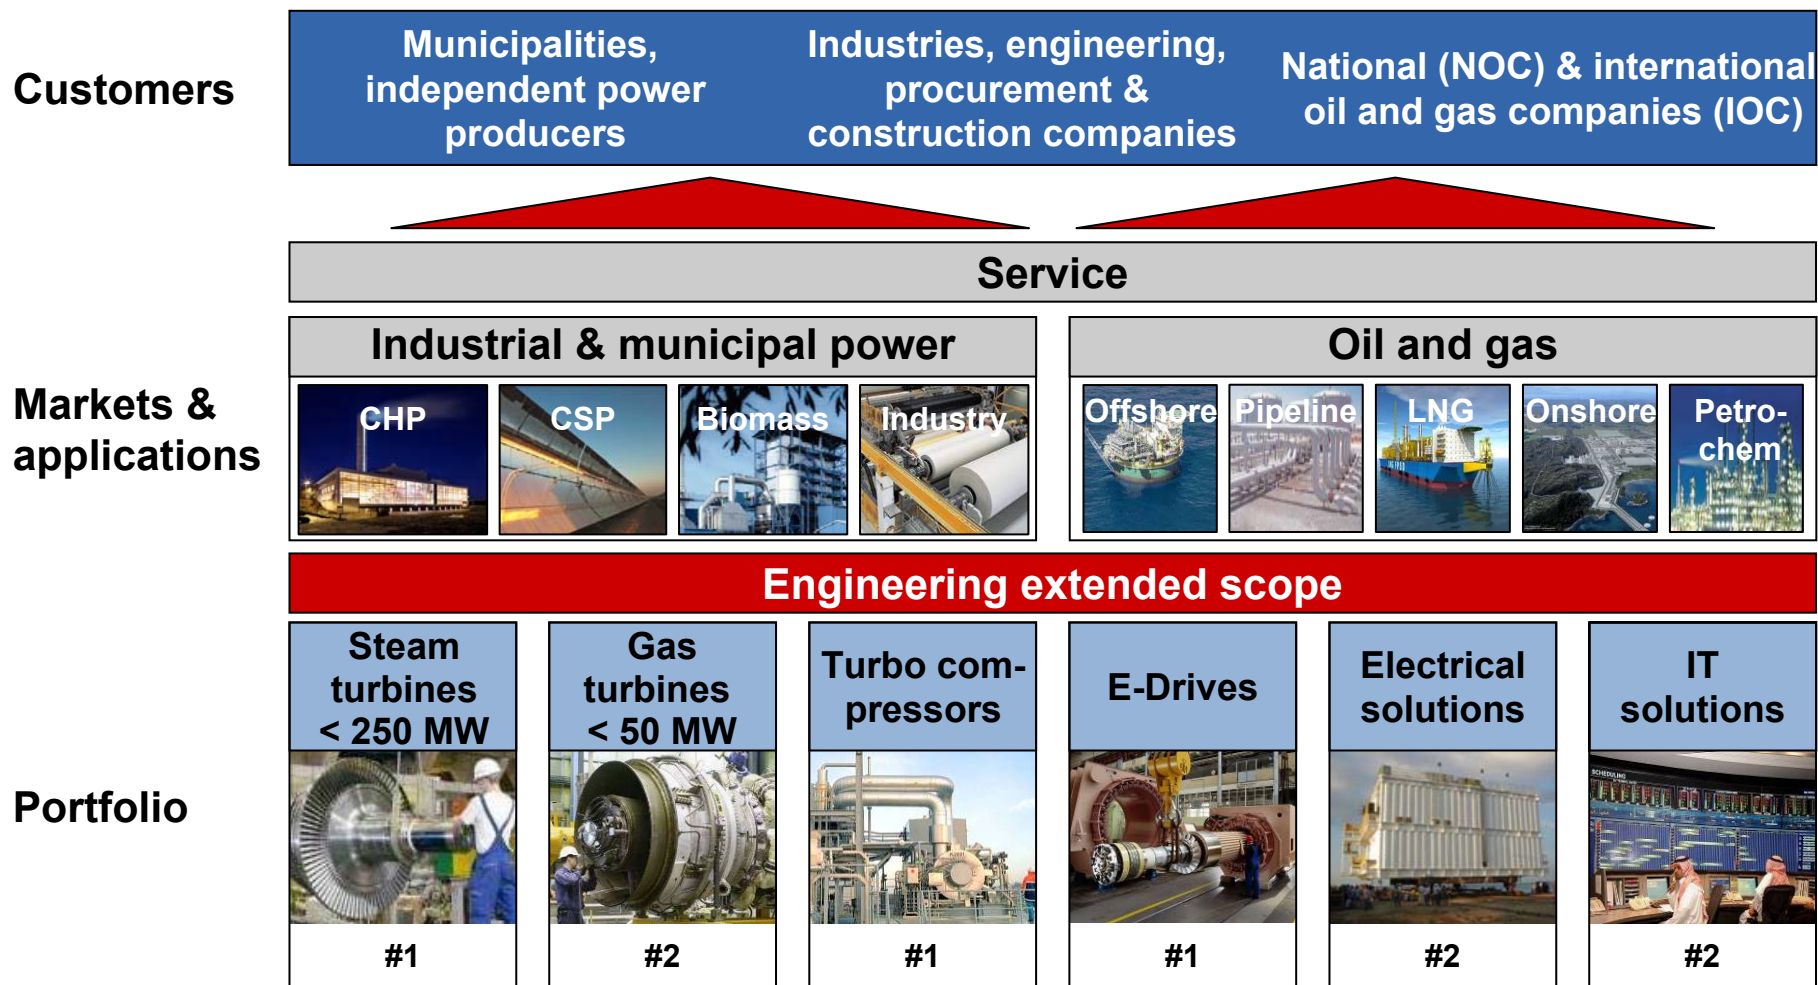 Customers
Municipalities,
independent power
producers
Industries, engineering,
procurement &
construction companies
National (NOC) & international
oil and gas companies (IOC)
Service
Markets &
applications
Industrial & municipal power
CHP
CSP
Biomass
Industry
Oil and gas
Offshore
Pipeline
LNG
Onshore
Petro-
chem
Engineering extended scope
Portfolio
Steam
turbines
< 250 MW
#1
Gas
turbines
< 50 MW
#2
Turbo com-
pressors
#1
E-Drives
#1
Electrical
solutions
#2
IT
solutions
SCHEDULING
#2